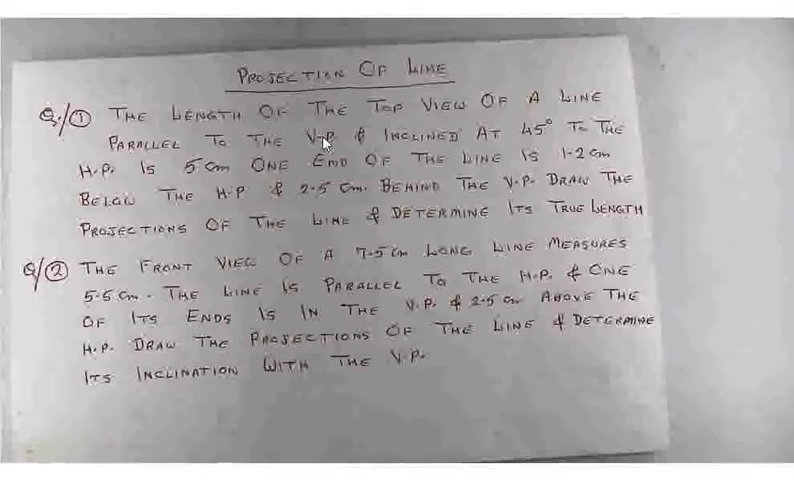 PROJECTION OF LINE
Q/① THE LENGTH OF THE TOP VIEW OF A LINE
PARALLEL TO THE V.P. & INCLINED AT 45° TO THE
H.P. IS 5 cm ONE END OF THE LINE IS 1.2 cm
BELOW THE H.P & 2.5 cm. BEHIND THE V.P. DRAW THE
PROJECTIONS OF THE LINE & DETERMINE ITS TRUE LENGTH
Q/② THE FRONT VIEW OF A 7.5 cm LONG LINE MEASURES
5.5 cm. THE LINE IS PARALLEL TO THE H.P. & ONE
OF ITS ENDS IS IN THE V.P. & 2.5 cm ABOVE THE
H.P. DRAW THE PROJECTIONS OF THE LINE & DETERMINE
ITS INCLINATION WITH THE V.P.